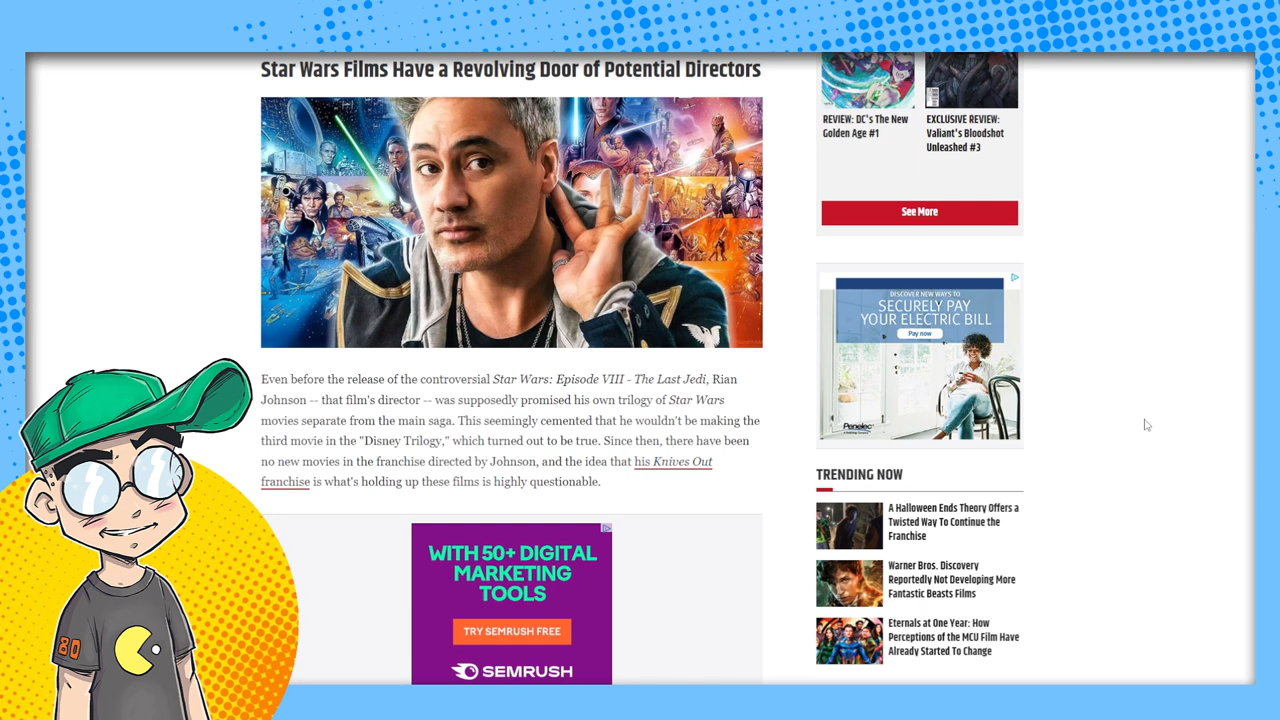 Star Wars Films Have a Revolving Door of Potential Directors
Even before the release of the controversial Star Wars: Episode VIII - The Last Jedi, Rian
Johnson -- that film's director -- was supposedly promised his own trilogy of Star Wars
movies separate from the main saga. This seemingly cemented that he wouldn't be making the
third movie in the "Disney Trilogy," which turned out to be true. Since then, there have been
no new movies in the franchise directed by Johnson, and the idea that his Knives Out
franchise is what's holding up these films is highly questionable.
WITH 50+ DIGITAL
MARKETING
TOOLS
TRY SEMRUSH FREE
SEMRUSH
REVIEW: DC's The New
Golden Age #1
EXCLUSIVE REVIEW:
Valiant's Bloodshot
Unleashed #3
See More
DISCOVER NEW WAYS TO
SECURELY PAY
YOUR ELECTRIC BILL
Pay now
Penelec
TRENDING NOW
A Halloween Ends Theory Offers a
Twisted Way To Continue the
Franchise
Warner Bros. Discovery
Reportedly Not Developing More
Fantastic Beasts Films
Eternals at One Year: How
Perceptions of the MCU Film Have
Already Started To Change
80